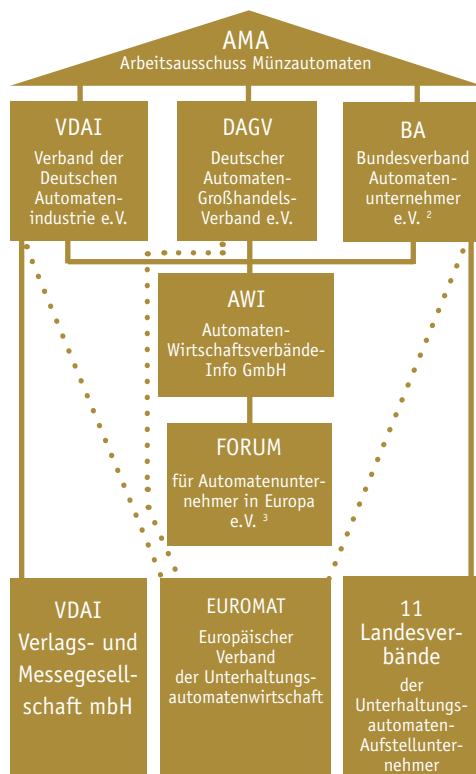 AMA
Arbeitsausschuss Münzautomaten
VDAI
Verband der
Deutschen
Automaten-
industrie e.V.
DAGV
Deutscher
Automaten-
Großhandels-
Verband e.V.
BA
Bundesverband
Automaten-
unternehmer
e.V. ²
AWI
Automaten-
Wirtschaftsverbände-
Info GmbH
FORUM
für Automatenunter-
nehmer in Europa
e.V. ³
VDAI
Verlags- und
Messegesell-
schaft mbH
EUROMAT
Europäischer
Verband
der Unterhaltungs-
automatenwirtschaft
11
Landesver-
bände
der
Unterhaltungs-
automaten-
Aufstellunter-
nehmer